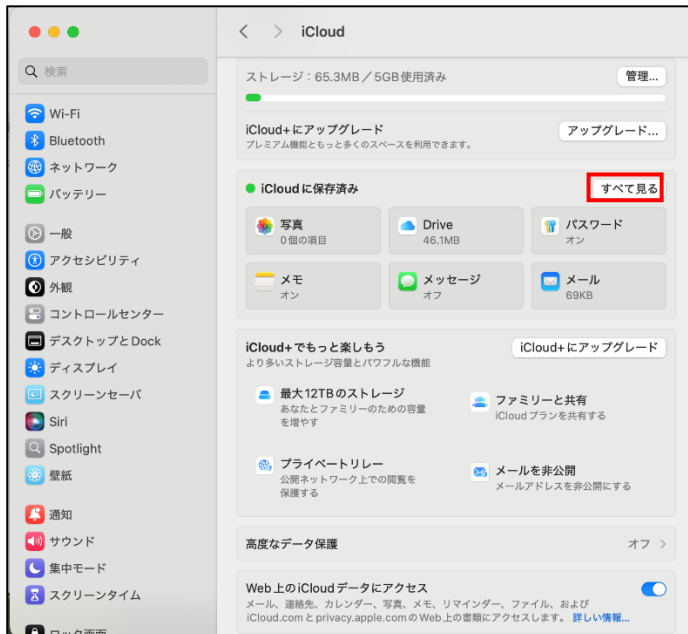 iCloud
検索
Wi-Fi
Bluetooth
ネットワーク
バッテリー
一般
アクセシビリティ
外観
コントロールセンター
デスクトップとDock
ディスプレイ
スクリーンセーバ
Siri
Spotlight
壁紙
通知
サウンド
集中モード
スクリーンタイム
ロック画面
ストレージ：65.3MB／5GB使用済み
管理...
iCloud+にアップグレード
プレミアム機能ともっと多くのスペースを利用できます。
アップグレード...
iCloudに保存済み
すべて見る
写真
0個の項目
Drive
46.1MB
パスワード
オン
メモ
オン
メッセージ
オフ
メール
69KB
iCloud+でもっと楽しもう
より多いストレージ容量とパワフルな機能
iCloud+にアップグレード
最大12TBのストレージ
あなたとファミリーのための容量
を増やす
ファミリーと共有
iCloudプランを共有する
プライベートリレー
公開ネットワーク上での閲覧を
保護する
メールを非公開
メールアドレスを非公開にする
高度なデータ保護
オフ
Web上のiCloudデータにアクセス
メール、連絡先、カレンダー、写真、メモ、リマインダー、ファイル、および
iCloud.comとprivacy.apple.comのWeb上の書類にアクセスします。 詳しい情報...